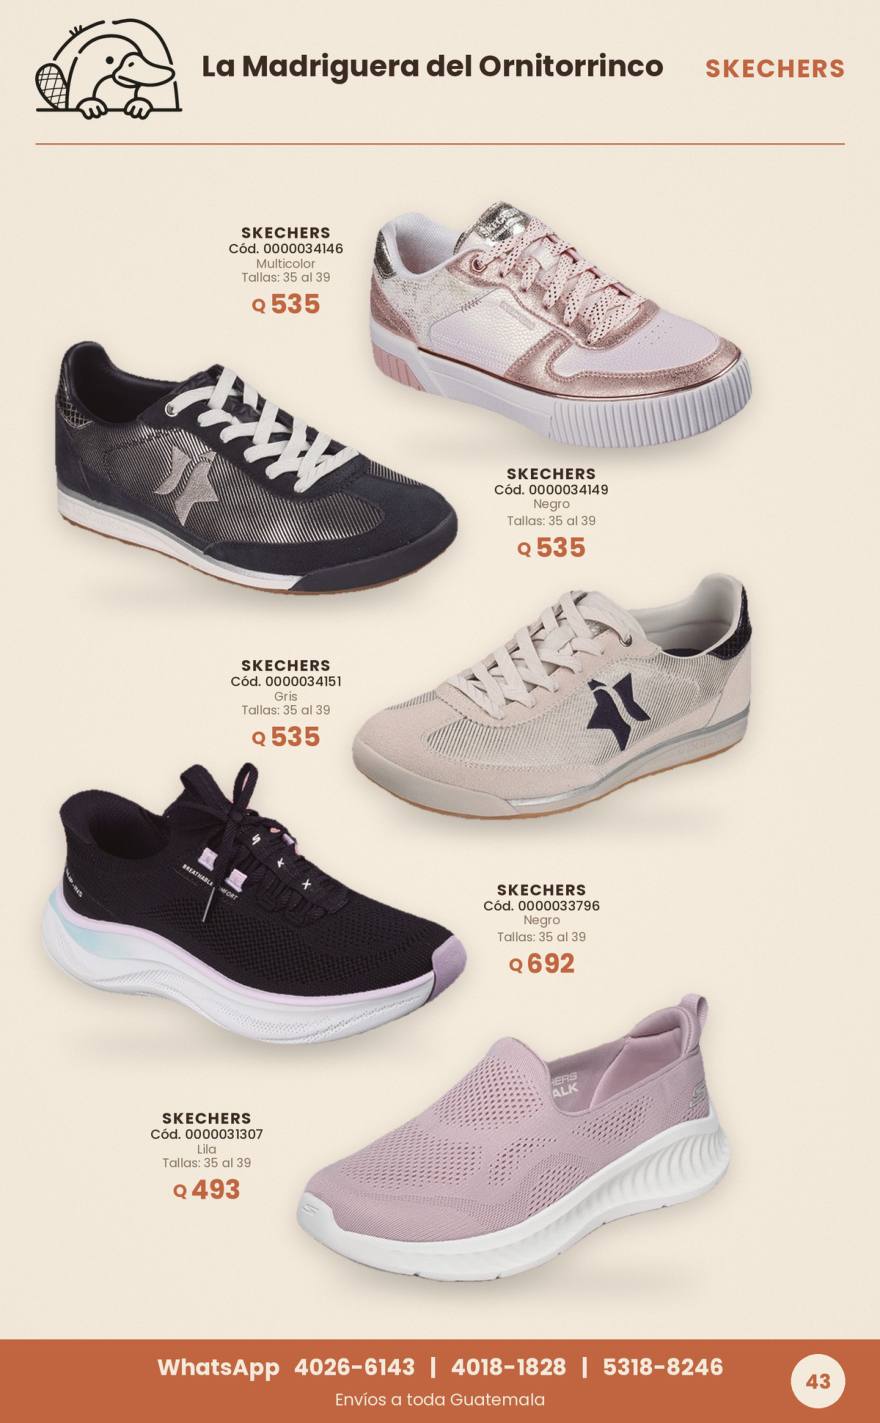 La Madriguera del Ornitorrinco
SKECHERS
SKECHERS
Cód. 0000034146
Multicolor
Tallas: 35 al 39
Q 535
SKECHERS
Cód. 0000034149
Negro
Tallas: 35 al 39
Q 535
SKECHERS
Cód. 0000034151
Gris
Tallas: 35 al 39
Q 535
S
K
X
SKECHERS
Cód. 0000033796
Negro
Tallas: 35 al 39
Q 692
ALK
SKECHERS
Cód. 0000031307
Lila
Tallas: 35 al 39
Q 493
WhatsApp 4026-6143 | 4018-1828 | 5318-8246
Envíos a toda Guatemala
43